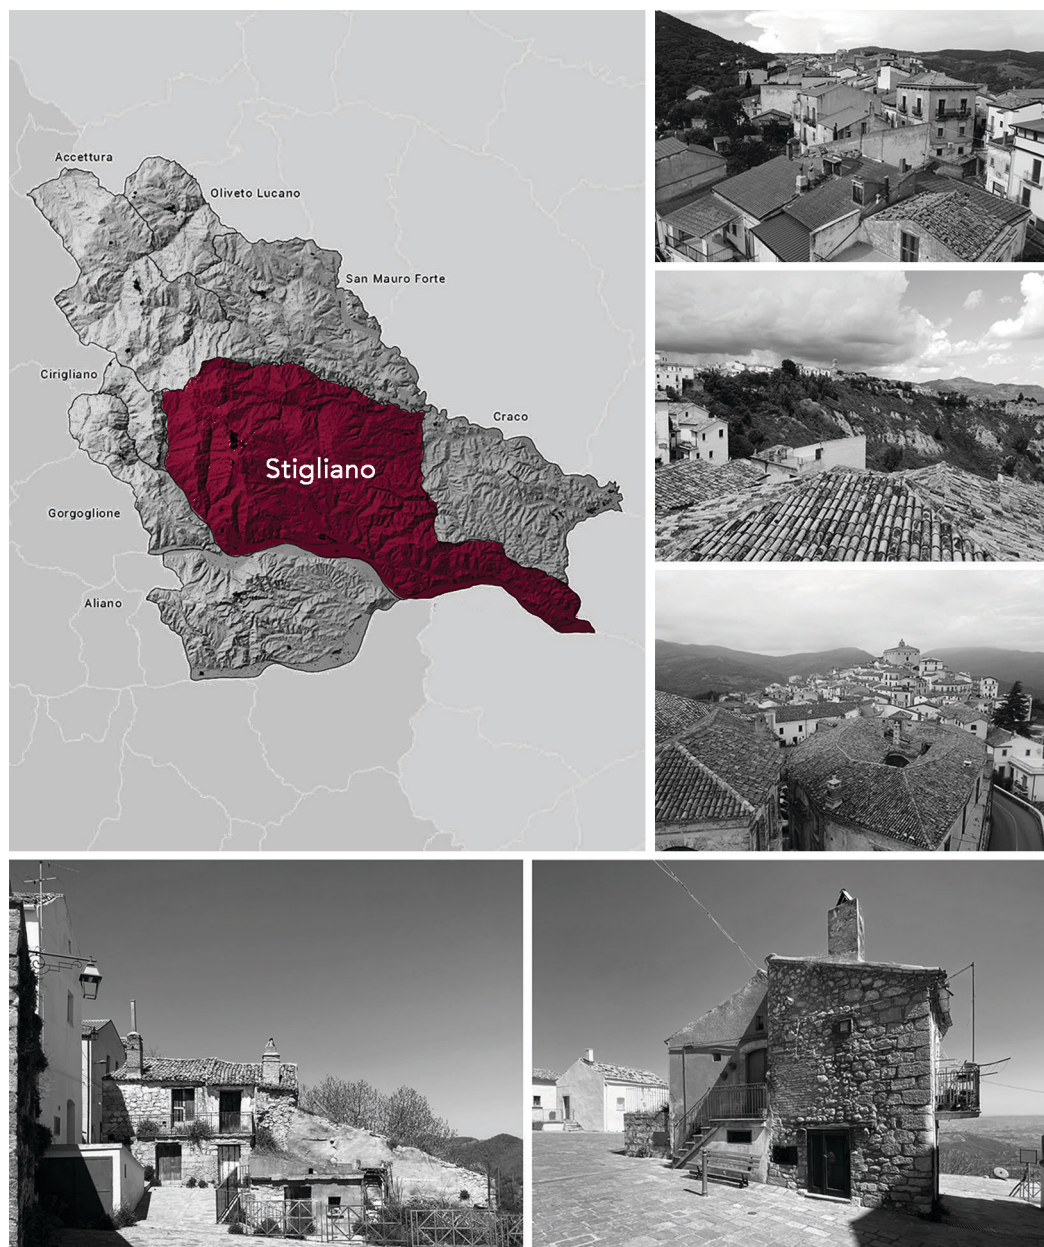 Accettura
Oliveto Lucano
San Mauro Forte
Cirigliano
Craco
Stigliano
Gorgoglione
Aliano